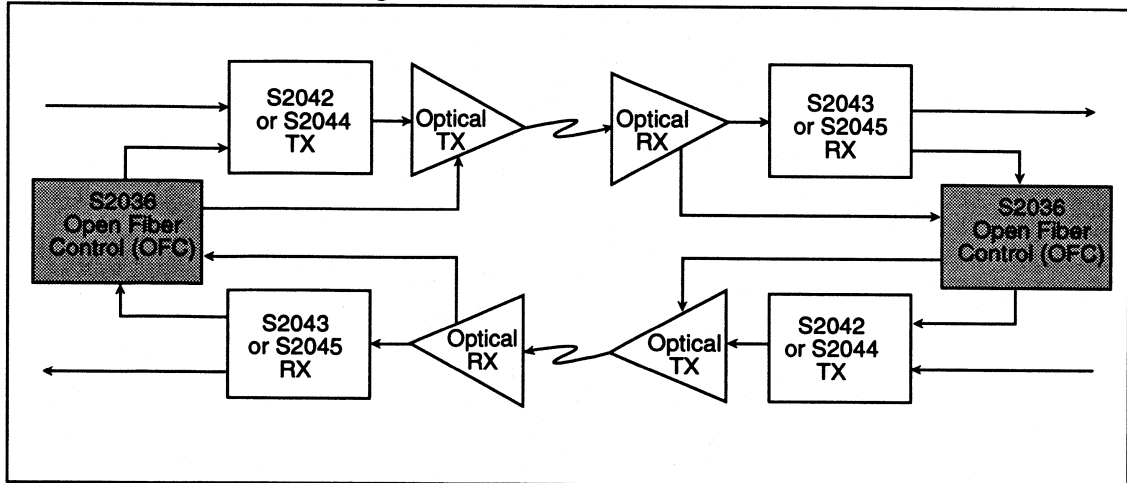 S2042
or S2044
TX
Optical
TX
Optical
RX
S2043
or S2045
RX
S2036
Open Fiber
Control (OFC)
S2036
Open Fiber
Control (OFC)
S2043
or S2045
RX
Optical
RX
Optical
TX
S2042
or S2044
TX